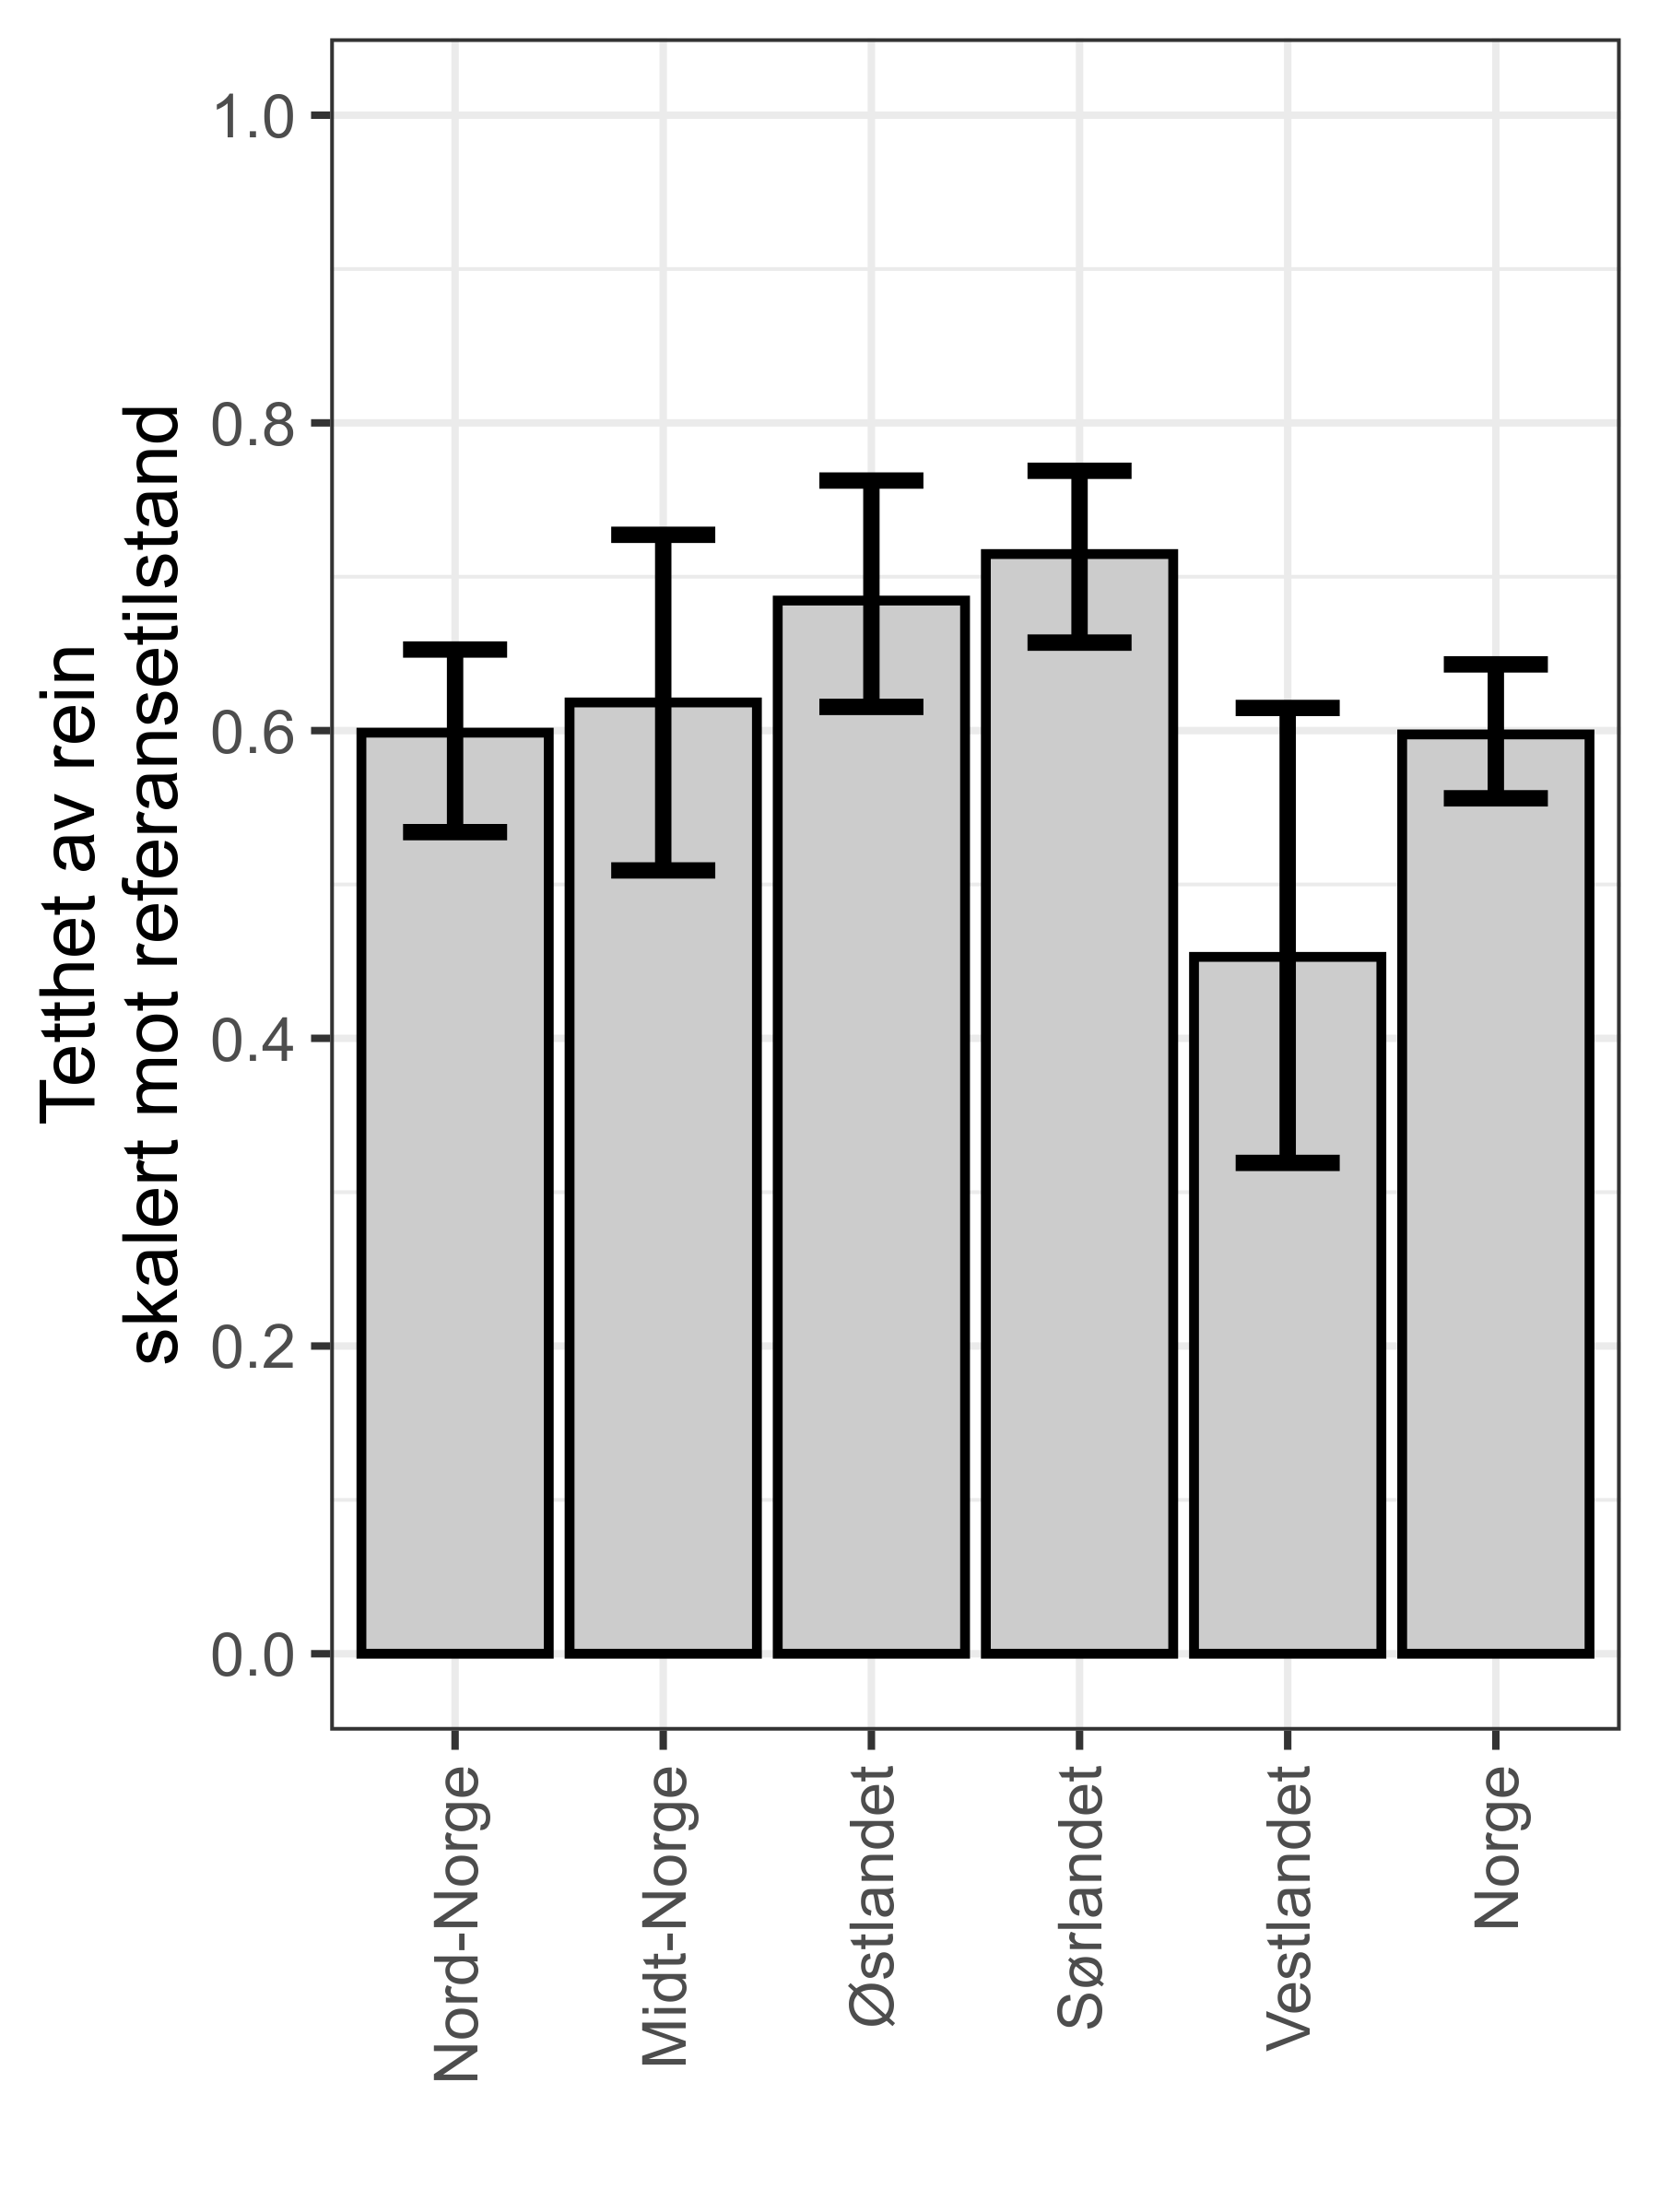 Tetthet av rein
skalert mot referansetilstand
1.0
0.8
0.6
0.4
0.2
0.0
Nord-Norge
Midt-Norge
Østlandet
Sørlandet
Vestlandet
Norge